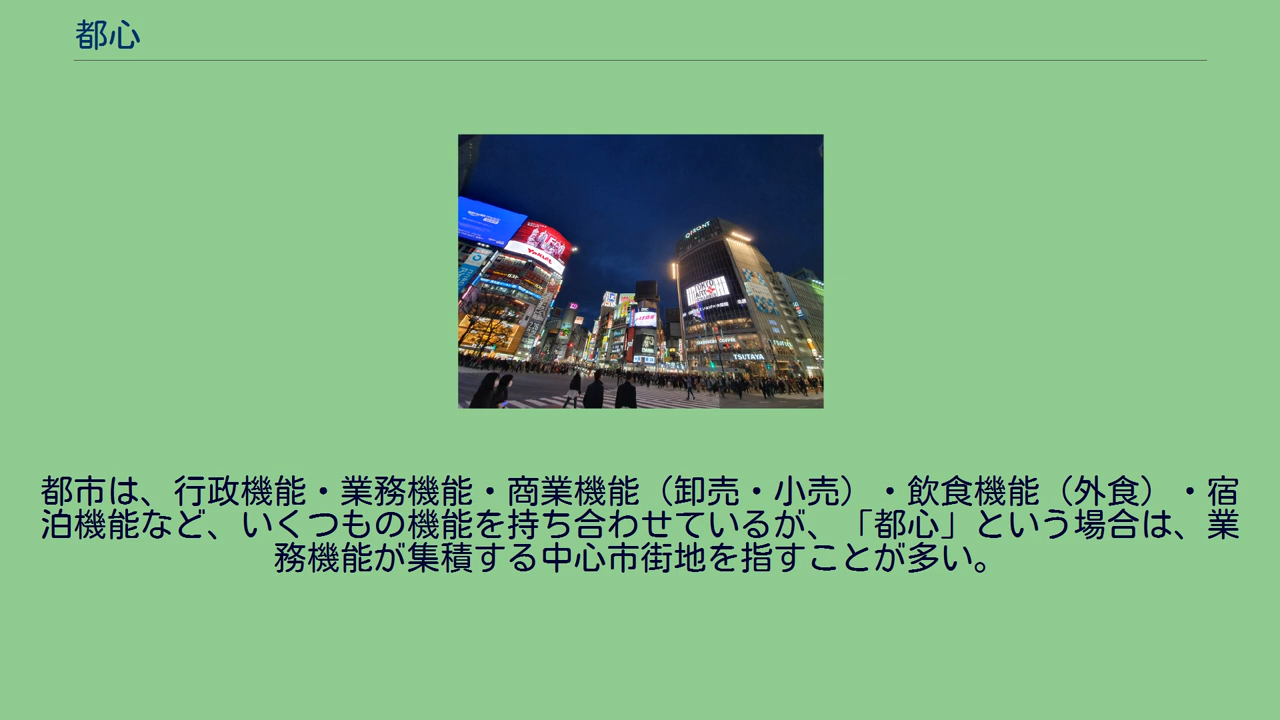 都心
QFRONT
TSUTAYA
都市は、行政機能・業務機能・商業機能（卸売・小売）・飲食機能（外食）・宿
泊機能など、いくつもの機能を持ち合わせているが、「都心」という場合は、業
務機能が集積する中心市街地を指すことが多い。